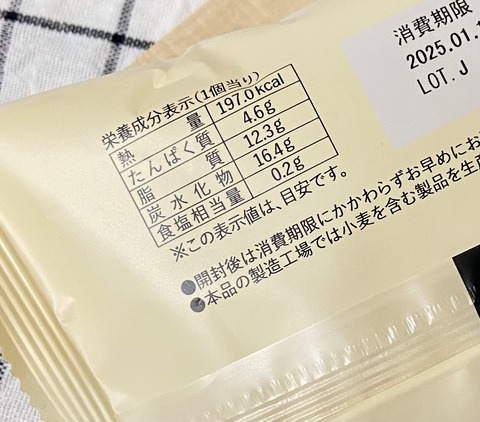 消費期限
2025.01.
LOT. J
栄養成分表示(1個当り)
熱量 197.0kcal
たんぱく質 4.6g
脂質 12.3g
炭水化物 16.4g
食塩相当量 0.2g
※この表示値は、目安です。
●開封後は消費期限にかかわらずお早めにお
●本品の製造工場では小麦を含む製品を生産